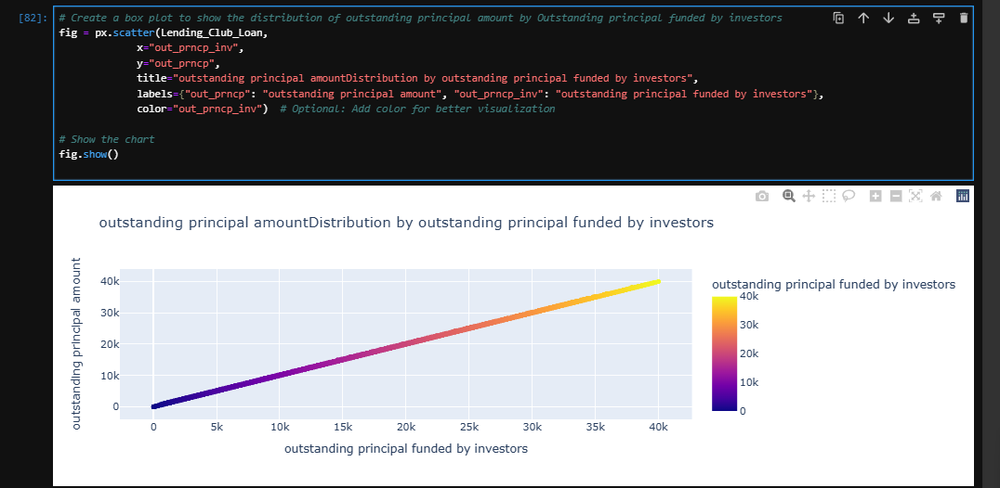 [82]:
# Create a box plot to show the distribution of outstanding principal amount by Outstanding principal funded by investors
fig = px.scatter(Lending_Club_Loan,
x="out_prncp_inv",
y="out_prncp",
title="outstanding principal amountDistribution by outstanding principal funded by investors",
labels={"out_prncp": "outstanding principal amount", "out_prncp_inv": "outstanding principal funded by investors"},
color="out_prncp_inv")  # Optional: Add color for better visualization
# Show the chart
fig.show()
outstanding principal amountDistribution by outstanding principal funded by investors
outstanding principal amount
40k
30k
20k
10k
0
0 5k 10k 15k 20k 25k 30k 35k 40k
outstanding principal funded by investors
outstanding principal funded by investors
40k
30k
20k
10k
0